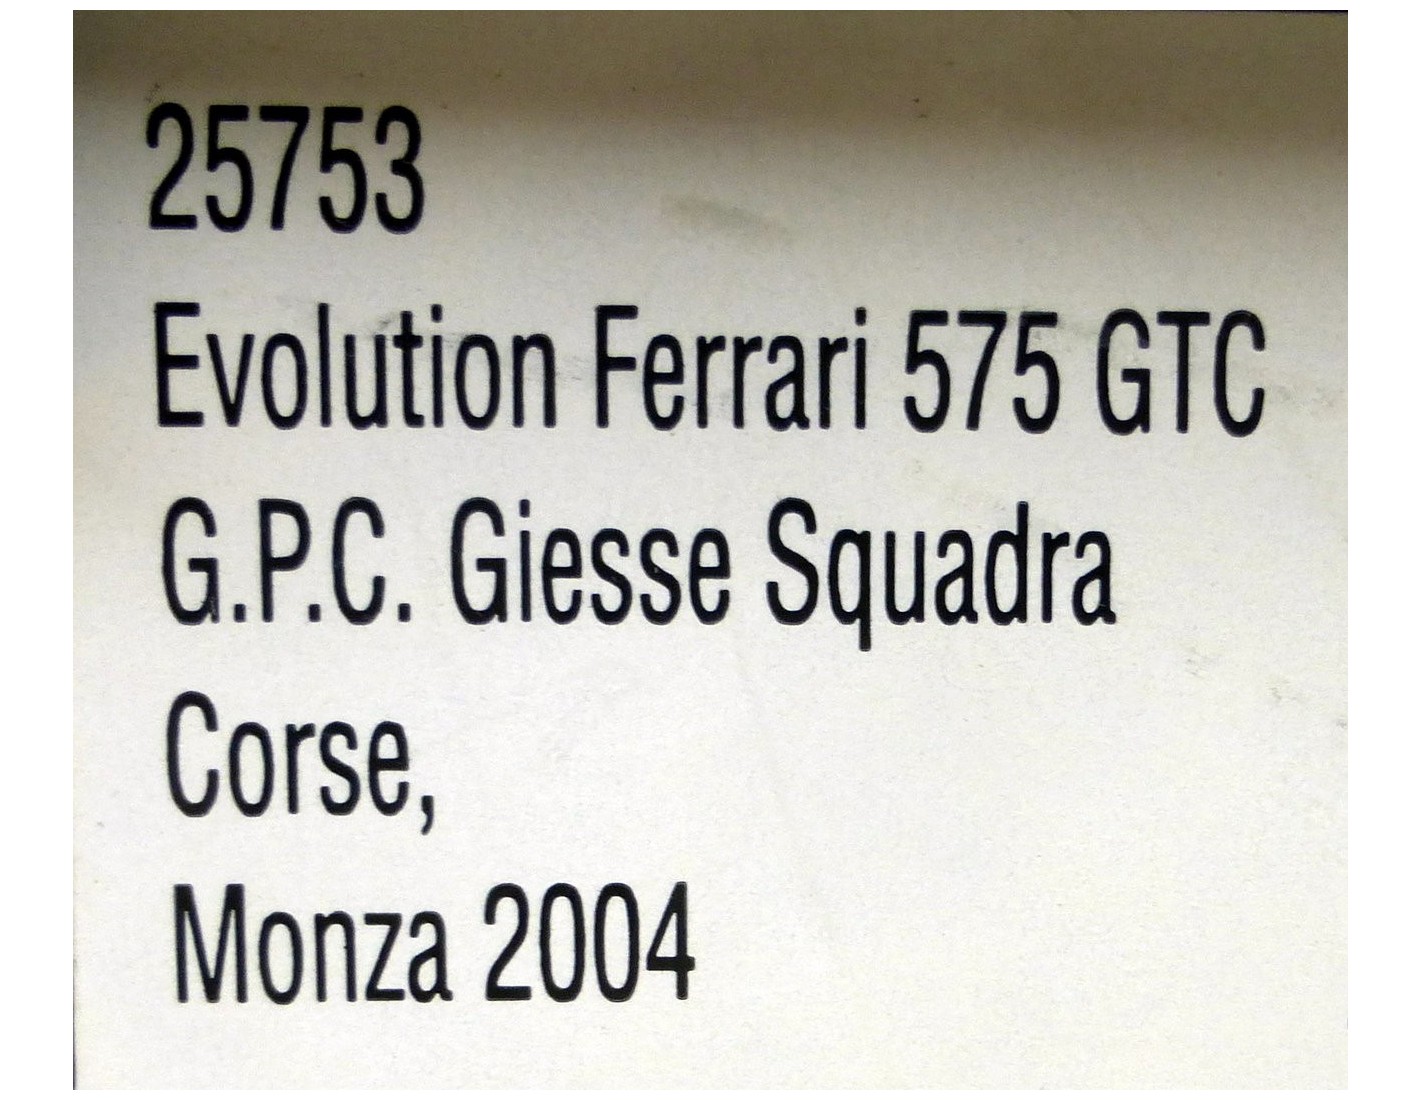 25753
Evolution Ferrari 575 GTC
G.P.C. Giesse Squadra
Corse,
Monza 2004